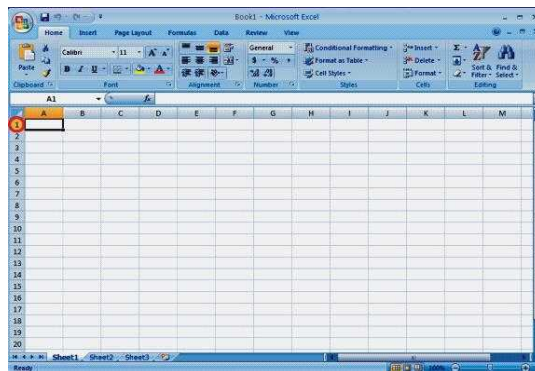 Book1 - Microsoft Excel
Home Insert Page Layout Formulas Data Review View
Calibri 11 A A General Conditional Formatting Insert Σ
Paste B I U A $ % , Format as Table Delete Sort & Find &
Cell Styles Format Filter Select
Clipboard Font Alignment Number Styles Cells Editing
A1 fx
A B C D E F G H I J K L M
1
2
3
4
5
6
7
8
9
10
11
12
13
14
15
16
17
18
19
20
Sheet1 Sheet2 Sheet3
Ready 100%